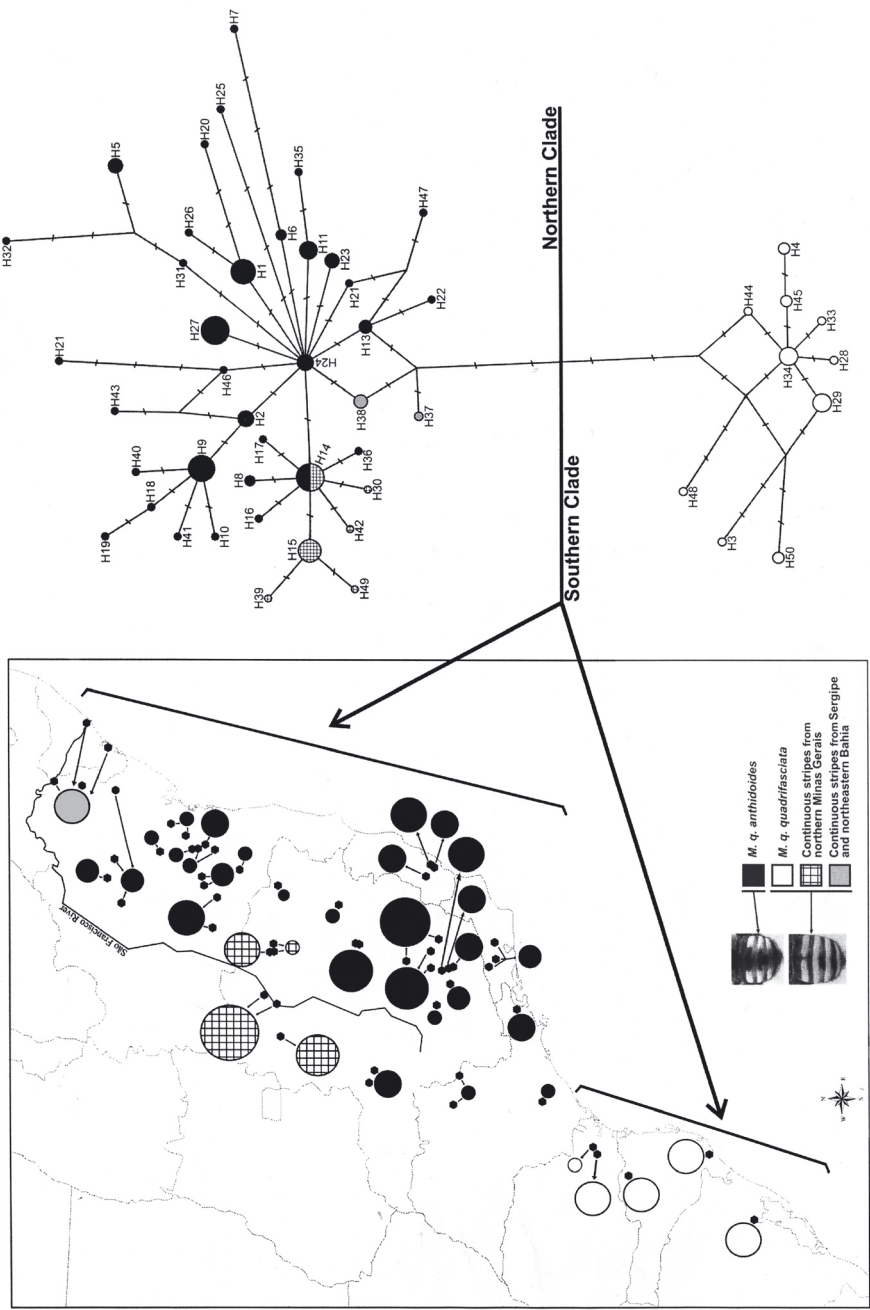 H7
H25
H20
H5
H35
H26
H32
H6
H11
H47
H31
H1
H23
H21
H22
H27
H13
H24
H21
H46
H38
H37
H43
H2
H17
H14
H9
H40
H8
H36
H18
H16
H30
H41
H10
H42
H19
H15
H39
H49
Northern Clade
Southern Clade
H4
H45
H44
H33
H28
H34
H29
H48
H3
H50
São Francisco River
M. q. anthidoides
M. q. quadrifasciata
Continuous stripes from
northern Minas Gerais
Continuous stripes from Sergipe
and northeastern Bahia
N
E
S
W